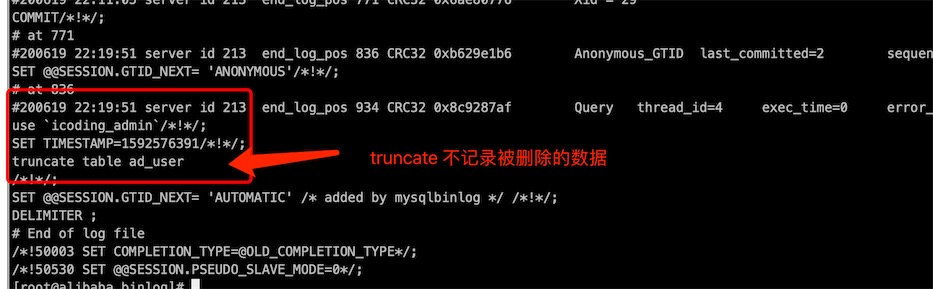 #200619 22:11:03 server id 213 end_log_pos 771 CRC32 0x6ae80776 Xid = 29
COMMIT/*!*/;
# at 771
#200619 22:19:51 server id 213 end_log_pos 836 CRC32 0xb629e1b6 Anonymous_GTID last_committed=2 sequen
SET @@SESSION.GTID_NEXT= 'ANONYMOUS'/*!*/;
# at 836
#200619 22:19:51 server id 213 end_log_pos 934 CRC32 0x8c9287af Query thread_id=4 exec_time=0 error_
use `icoding_admin`/*!*/;
SET TIMESTAMP=1592576391/*!*/;
truncate table ad_user
truncate 不记录被删除的数据
/*!*/;
SET @@SESSION.GTID_NEXT= 'AUTOMATIC' /* added by mysqlbinlog */ /*!*/;
DELIMITER ;
# End of log file
/*!50003 SET COMPLETION_TYPE=@OLD_COMPLETION_TYPE*/;
/*!50530 SET @@SESSION.PSEUDO_SLAVE_MODE=0*/;
[root@alibaba binlog]#